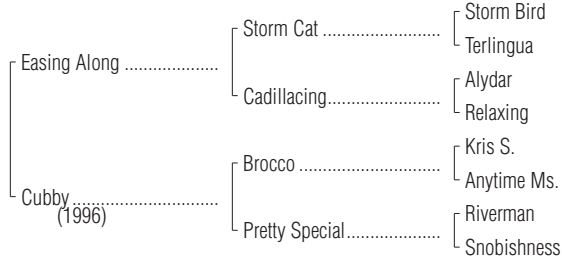 Storm Bird
Storm Cat ........................
Terlingua
Easing Along ...................
Alydar
Cadillacing.......................
Relaxing
Kris S.
Brocco .............................
Anytime Ms.
Cubby..............................
(1996)
Riverman
Pretty Special...................
Snobishness